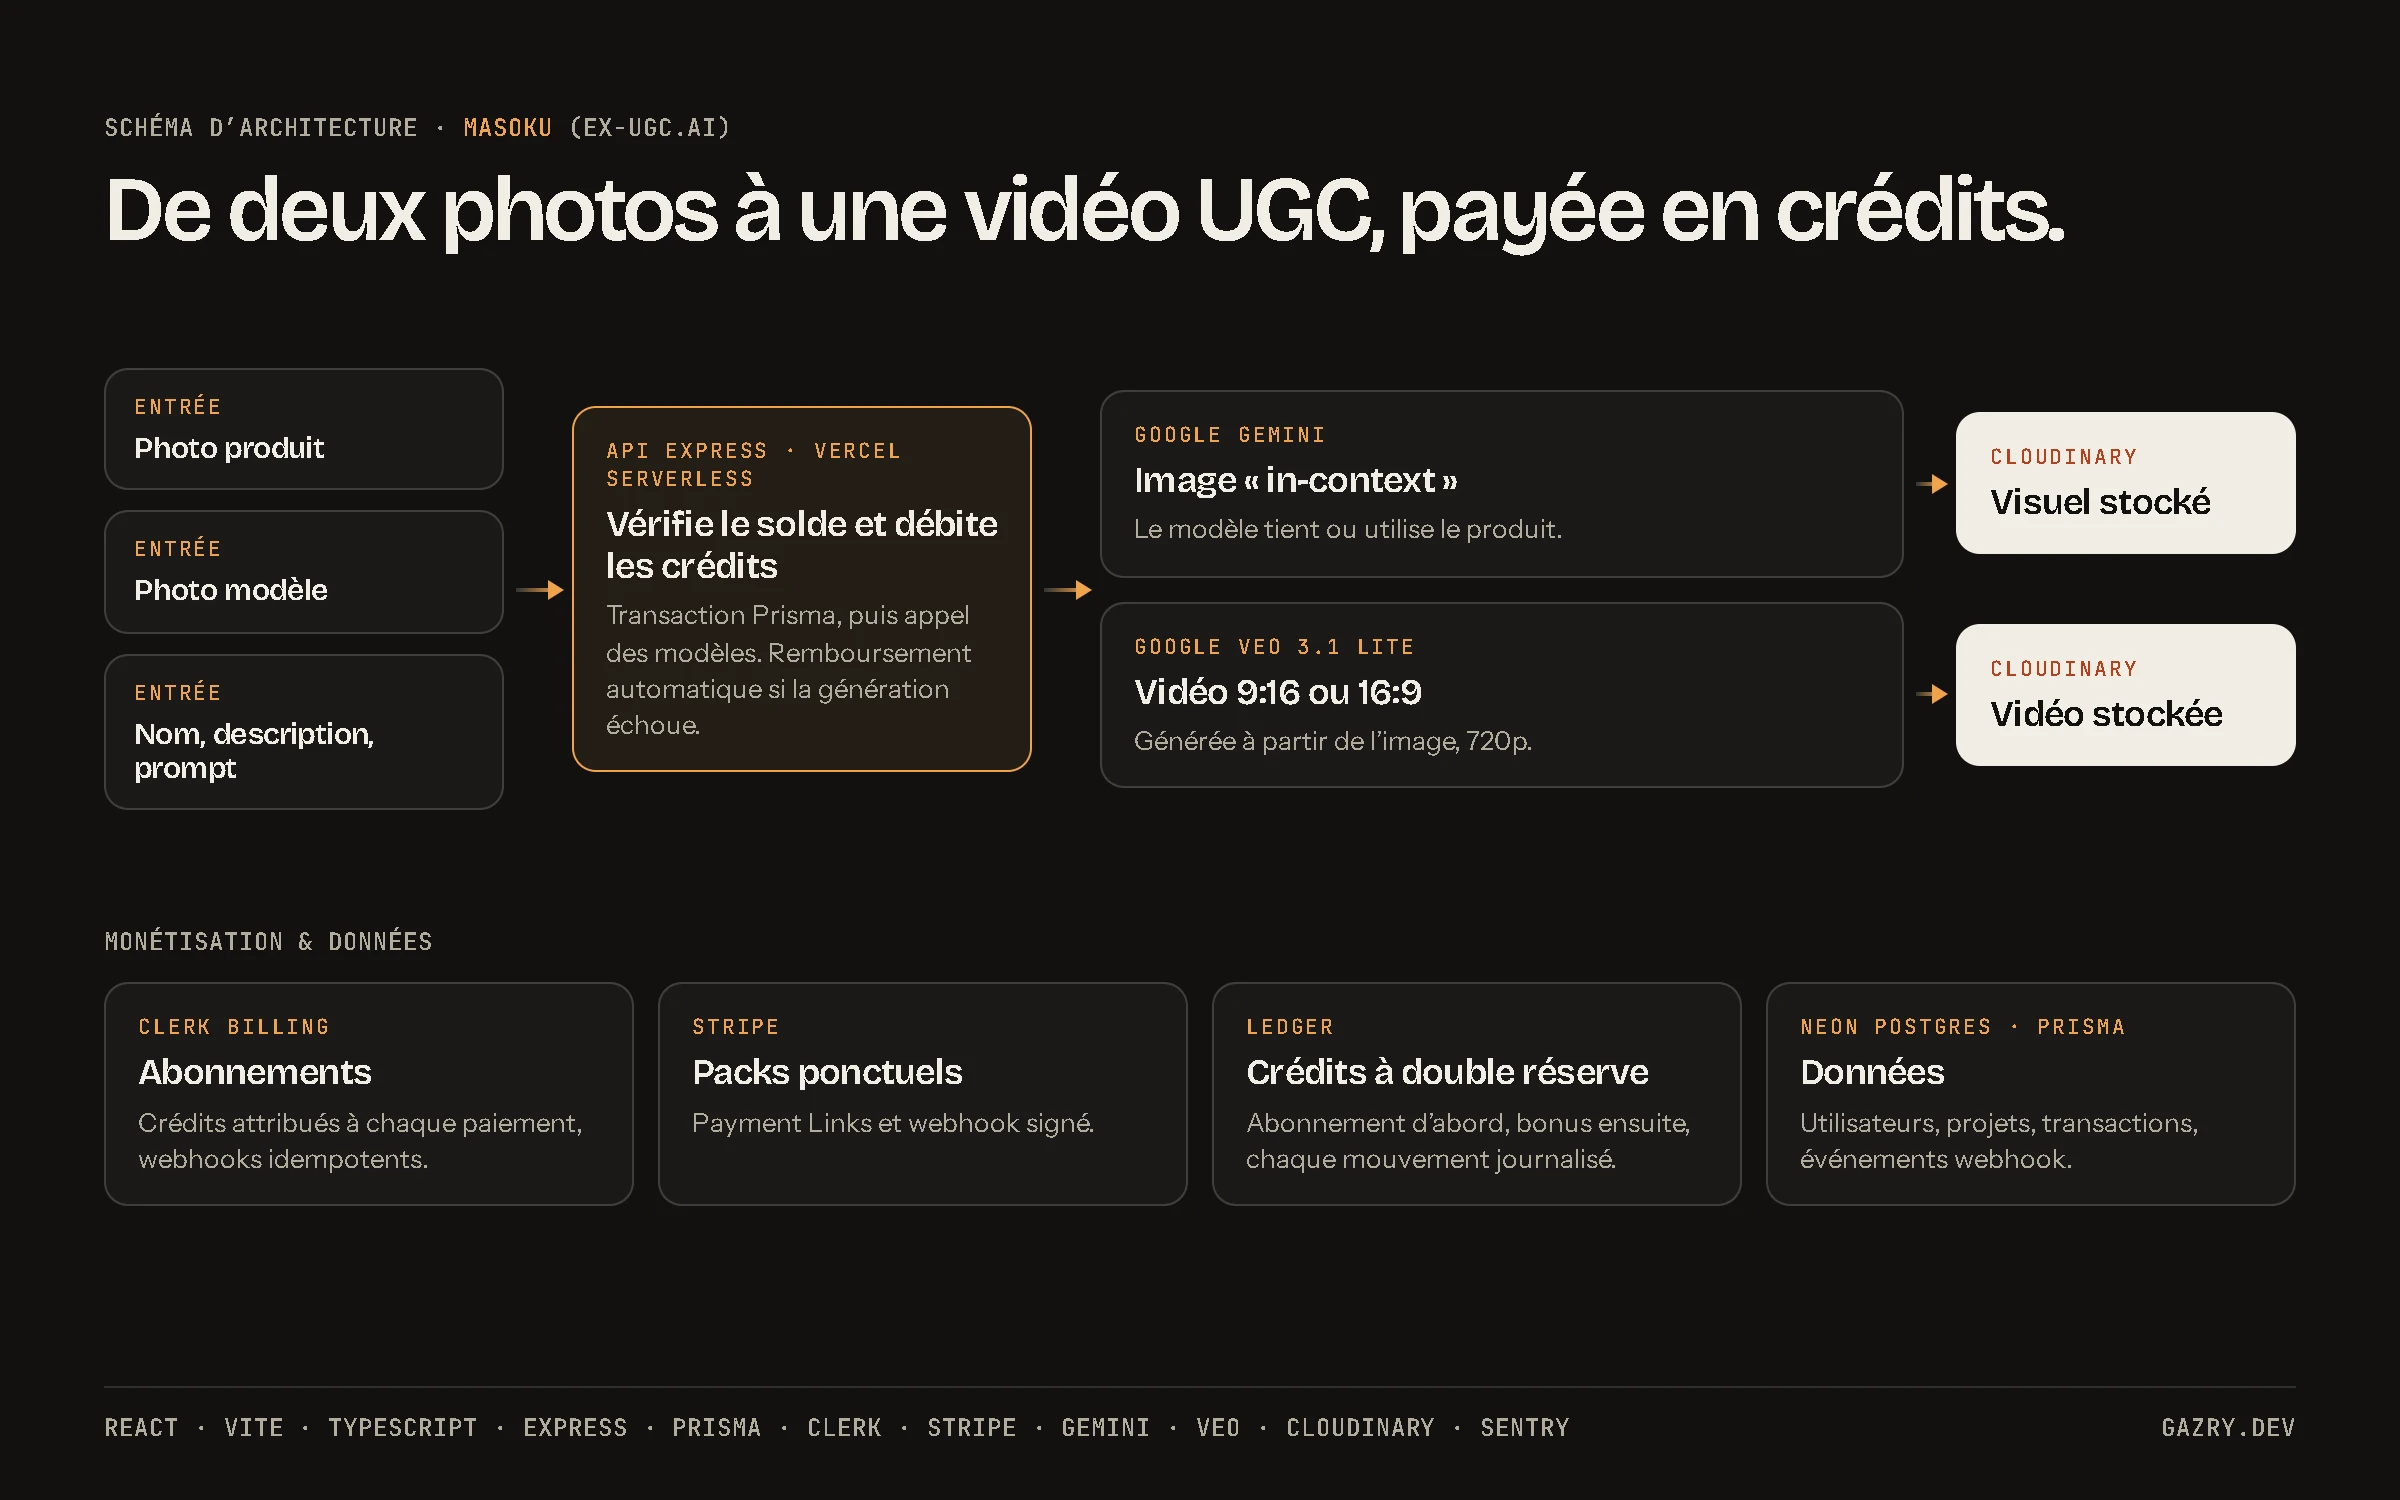 SCHÉMA D’ARCHITECTURE · MASOKU (EX-UGC.AI)
De deux photos à une vidéo UGC, payée en crédits.
ENTRÉE
Photo produit
ENTRÉE
Photo modèle
ENTRÉE
Nom, description,
prompt
API EXPRESS · VERCEL
SERVERLESS
Vérifie le solde et débite
les crédits
Transaction Prisma, puis appel
des modèles. Remboursement
automatique si la génération
échoue.
GOOGLE GEMINI
Image « in-context »
Le modèle tient ou utilise le produit.
CLOUDINARY
Visuel stocké
GOOGLE VEO 3.1 LITE
Vidéo 9:16 ou 16:9
Générée à partir de l’image, 720p.
CLOUDINARY
Vidéo stockée
MONÉTISATION & DONNÉES
CLERK BILLING
Abonnements
Crédits attribués à chaque paiement,
webhooks idempotents.
STRIPE
Packs ponctuels
Payment Links et webhook signé.
LEDGER
Crédits à double réserve
Abonnement d’abord, bonus ensuite,
chaque mouvement journalisé.
NEON POSTGRES · PRISMA
Données
Utilisateurs, projets, transactions,
événements webhook.
REACT · VITE · TYPESCRIPT · EXPRESS · PRISMA · CLERK · STRIPE · GEMINI · VEO · CLOUDINARY · SENTRY
GAZRY.DEV